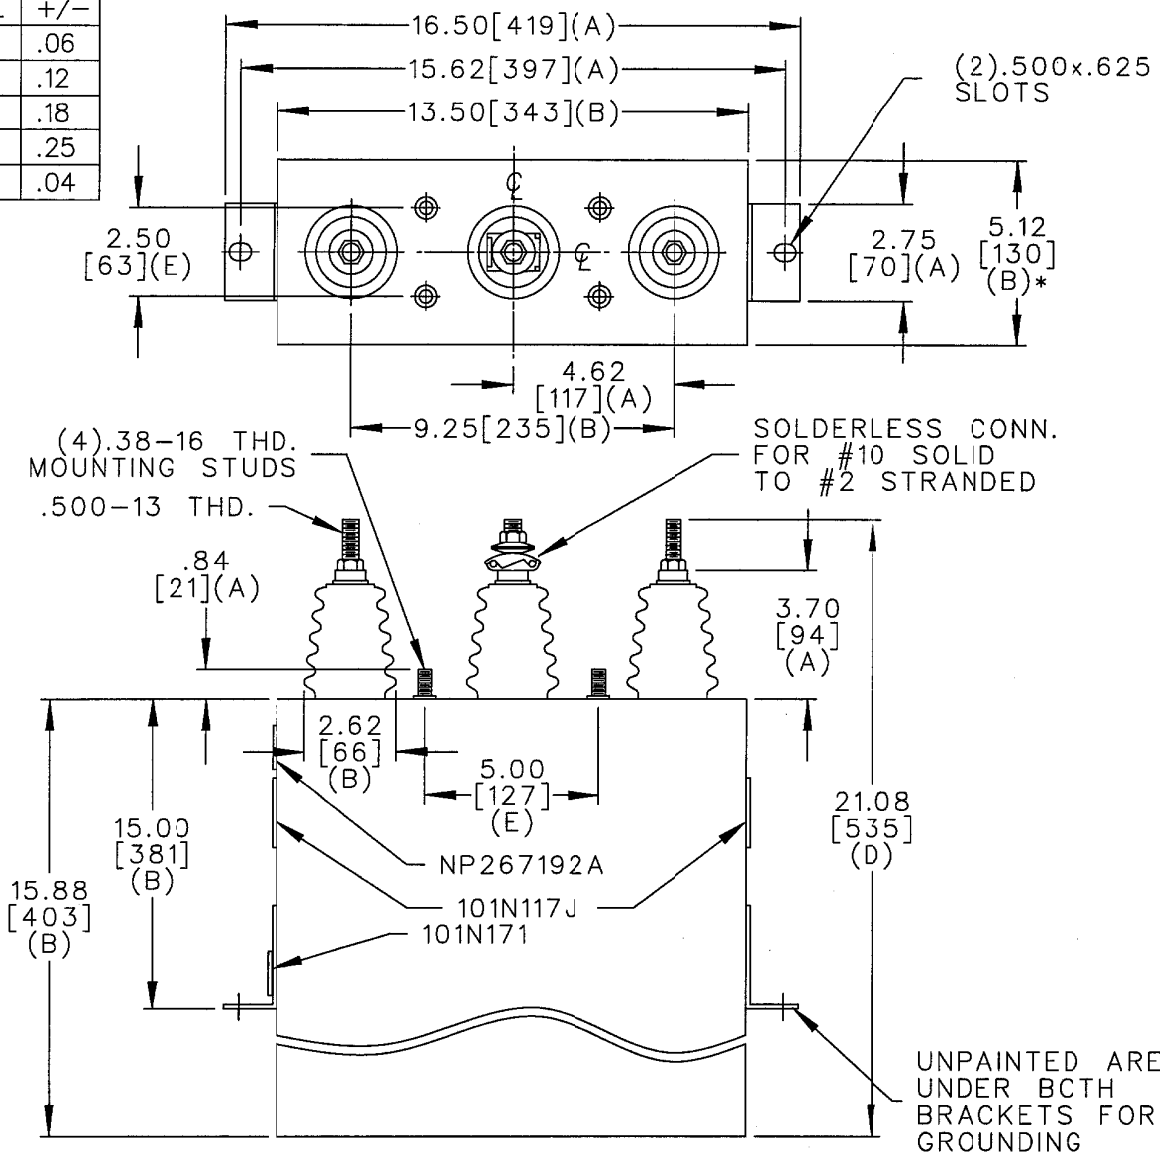 +/−
.06
.12
.18
.25
.04
16.50[419](A)
15.62[397](A)
13.50[343](B)
(2).500x.625
SLOTS
2.50
[63](E)
2.75
[70](A)
5.12
[130]
(B)*
4.62
[117](A)
9.25[235](B)
(4).38−16 THD.
MOUNTING STUDS
.500−13 THD.
SOLDERLESS CONN.
FOR #10 SOLID
TO #2 STRANDED
.84
[21](A)
3.70
[94]
(A)
2.62
[66]
(B)
5.00
[127]
(E)
15.00
[381]
(B)
15.88
[403]
(B)
21.08
[535]
(D)
NP267192A
101N117J
101N171
UNPAINTED ARE
UNDER BOTH
BRACKETS FOR
GROUNDING